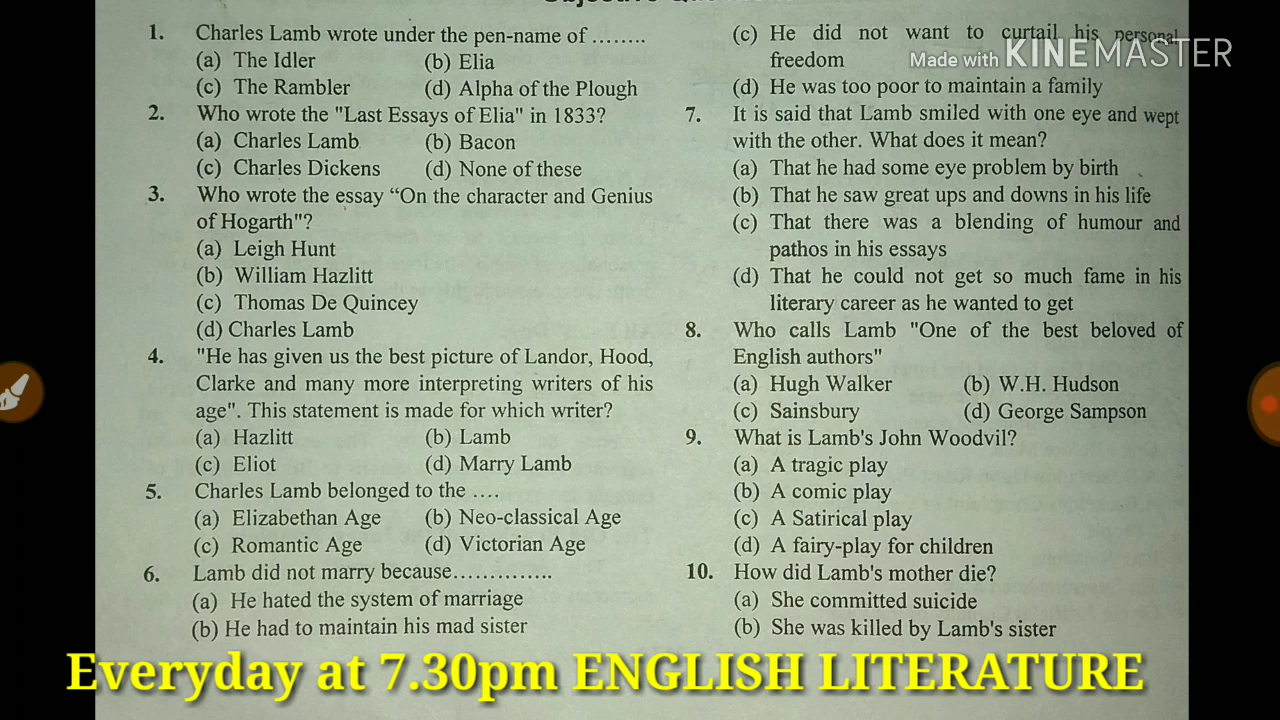 1. Charles Lamb wrote under the pen-name of ........
(a) The Idler (b) Elia
(c) The Rambler (d) Alpha of the Plough
2. Who wrote the "Last Essays of Elia" in 1833?
(a) Charles Lamb (b) Bacon
(c) Charles Dickens (d) None of these
3. Who wrote the essay “On the character and Genius
of Hogarth"?
(a) Leigh Hunt
(b) William Hazlitt
(c) Thomas De Quincey
(d) Charles Lamb
4. "He has given us the best picture of Landor, Hood,
Clarke and many more interpreting writers of his
age". This statement is made for which writer?
(a) Hazlitt (b) Lamb
(c) Eliot (d) Marry Lamb
5. Charles Lamb belonged to the ....
(a) Elizabethan Age (b) Neo-classical Age
(c) Romantic Age (d) Victorian Age
6. Lamb did not marry because..............
(a) He hated the system of marriage
(b) He had to maintain his mad sister
(c) He did not want to curtail his personal
freedom
Made with KINEMASTER
(d) He was too poor to maintain a family
7. It is said that Lamb smiled with one eye and wept
with the other. What does it mean?
(a) That he had some eye problem by birth
(b) That he saw great ups and downs in his life
(c) That there was a blending of humour and
pathos in his essays
(d) That he could not get so much fame in his
literary career as he wanted to get
8. Who calls Lamb "One of the best beloved of
English authors"
(a) Hugh Walker (b) W.H. Hudson
(c) Sainsbury (d) George Sampson
9. What is Lamb's John Woodvil?
(a) A tragic play
(b) A comic play
(c) A Satirical play
(d) A fairy-play for children
10. How did Lamb's mother die?
(a) She committed suicide
(b) She was killed by Lamb's sister
Everyday at 7.30pm ENGLISH LITERATURE